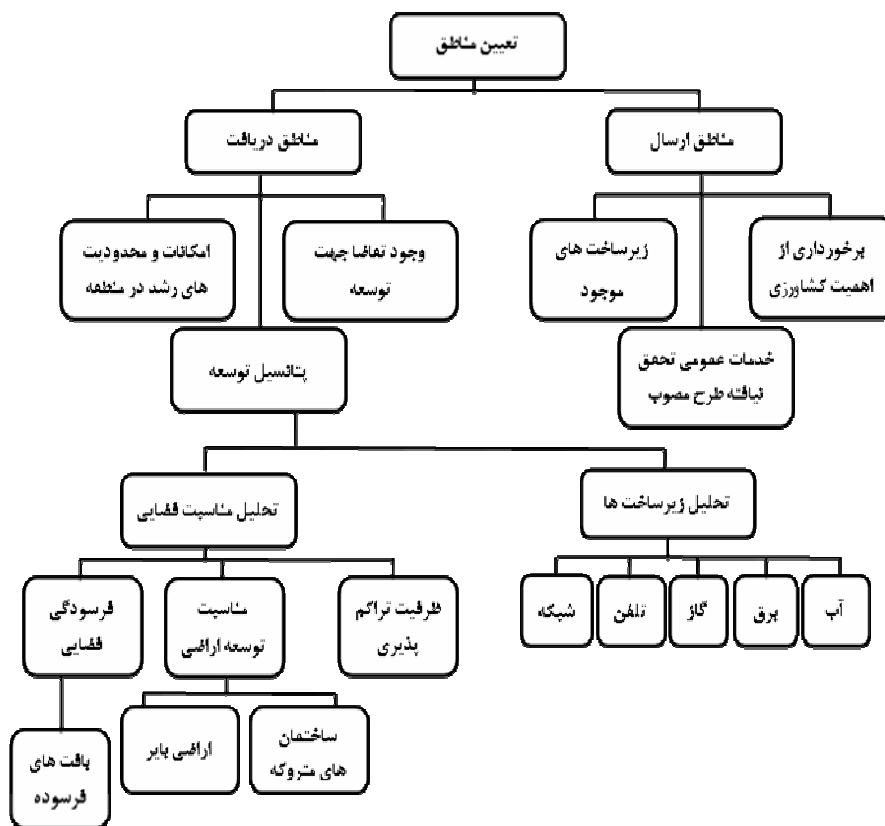 تعیین مناطق
مناطق ارسال
مناطق دریافت
برخورداری از
اهمیت کشاورزی
زیرساخت های
موجود
وجود تقاضا جهت
توسعه
امکانات و محدودیت
های رشد در منطقه
خدمات عمومی تحقق
نیافته طرح مصوب
پتانسیل توسعه
تحلیل زیرساخت ها
تحلیل مناسبت فضایی
آب
برق
گاز
تلفن
شبکه
ظرفیت تراکم
پذیری
مناسبت
توسعه اراضی
فرسودگی
فضایی
ساختمان
های متروکه
اراضی بایر
بافت های
فرسوده